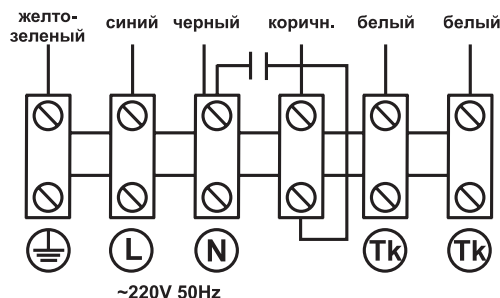 желто-
зеленый
синий
черный
коричн.
белый
белый
L
N
Tk
Tk
~220V 50Hz